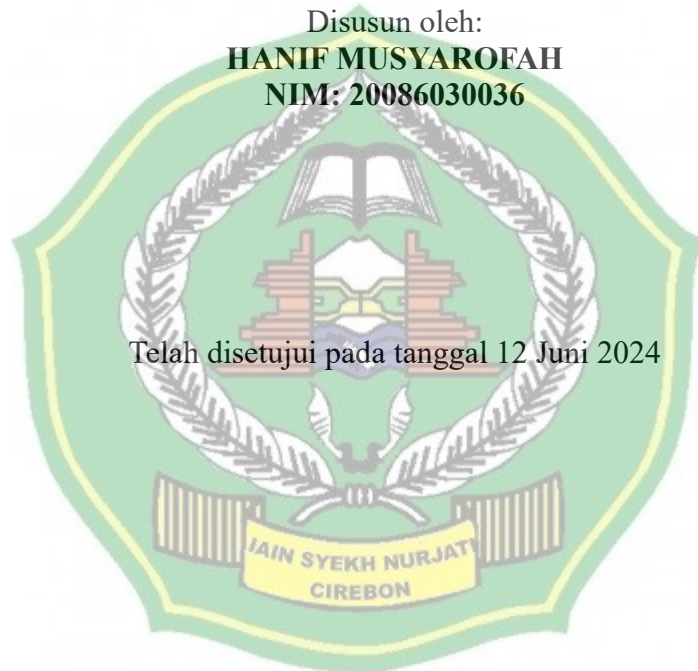 Disusun oleh:
HANIF MUSYAROFAH
NIM: 20086030036
Telah disetujui pada tanggal 12 Juni 2024
IAIN SYEKH NURJATI
CIREBON